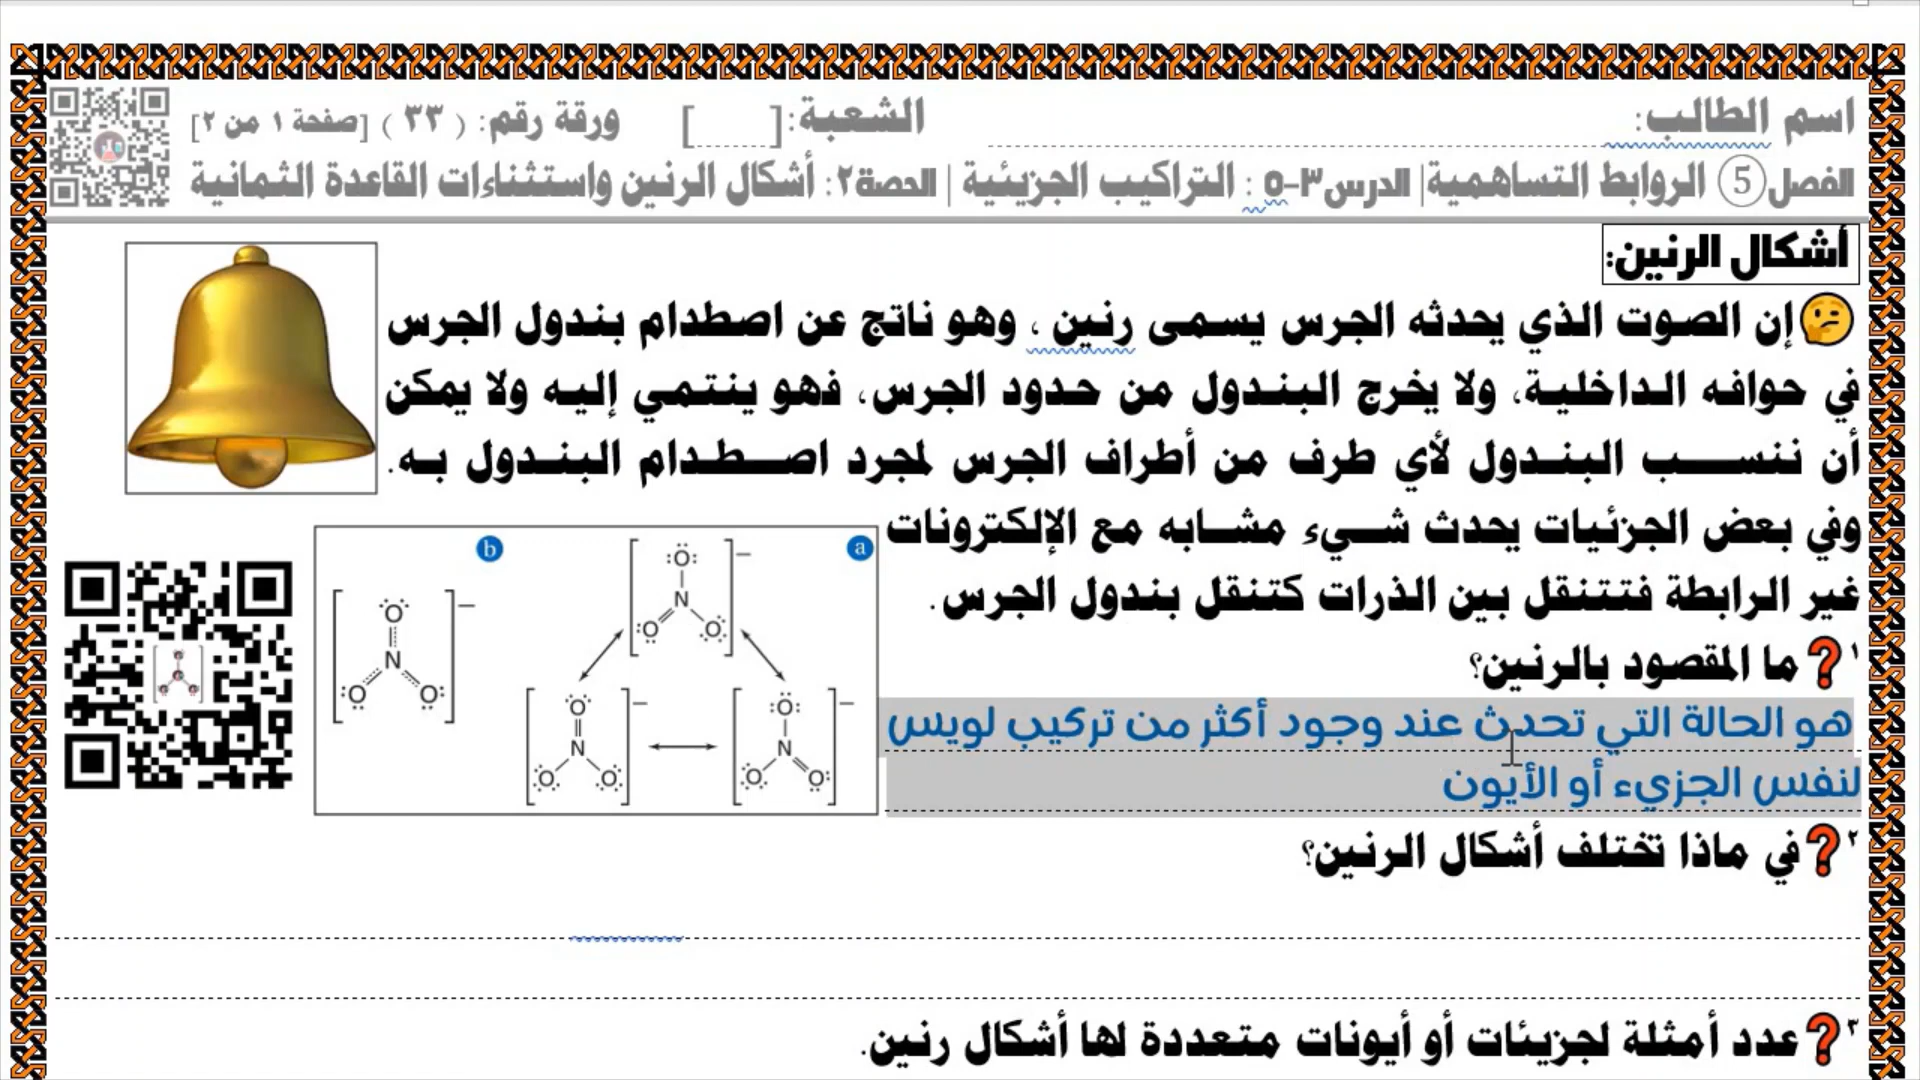 اسم الطالب: الشعبة:[ ] ورقة رقم: ( ٣٣ ) [صفحة ١ من ٢]
الفصل 5 الروابط التساهمية| الدرس٣-٥ : التراكيب الجزيئية | الحصة٢: أشكال الرنين واستثناءات القاعدة الثمانية
أشكال الرنين:
إن الصوت الذي يحدثه الجرس يسمى رنين ، وهو ناتج عن اصطدام بندول الجرس
في حوافه الداخلية، ولا يخرج البندول من حدود الجرس، فهو ينتمي إليه ولا يمكن
أن ننسب البندول لأي طرف من أطراف الجرس لمجرد اصطدام البندول به.
وفي بعض الجزئيات يحدث شيء مشابه مع الإلكترونات
غير الرابطة فتتنقل بين الذرات كتنقل بندول الجرس.
a
b
O
N
O O
O
N
O O
O
N
O O
O
N
O O
١ ما المقصود بالرنين؟
هو الحالة التي تحدث عند وجود أكثر من تركيب لويس
لنفس الجزيء أو الأيون
٢ في ماذا تختلف أشكال الرنين؟
٣ عدد أمثلة لجزيئات أو أيونات متعددة لها أشكال رنين.